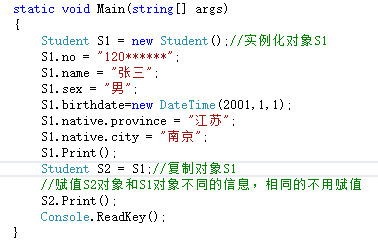 static void Main(string[] args)
{
Student S1 = new Student();//实例化对象S1
S1.no = "120******";
S1.name = "张三";
S1.sex = "男";
S1.birthdate=new DateTime(2001,1,1);
S1.native.province = "江苏";
S1.native.city = "南京";
S1.Print();
Student S2 = S1;//复制对象S1
//赋值S2对象和S1对象不同的信息，相同的不用赋值
S2.Print();
Console.ReadKey();
}